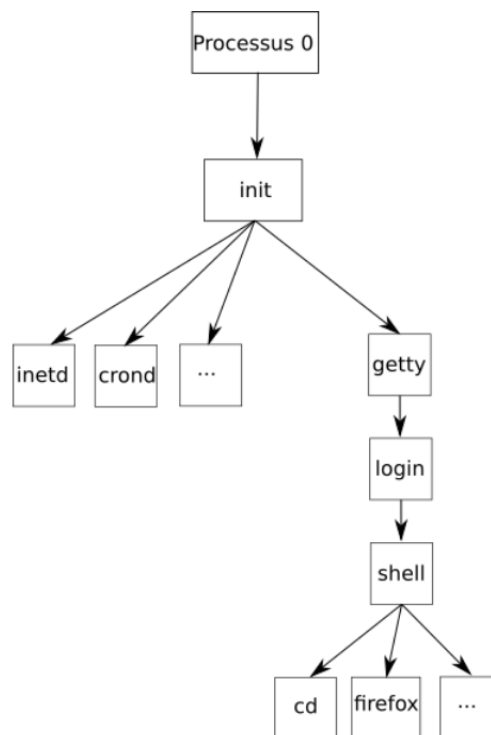 Processus 0
init
inetd
crond
...
getty
login
shell
cd
firefox
...